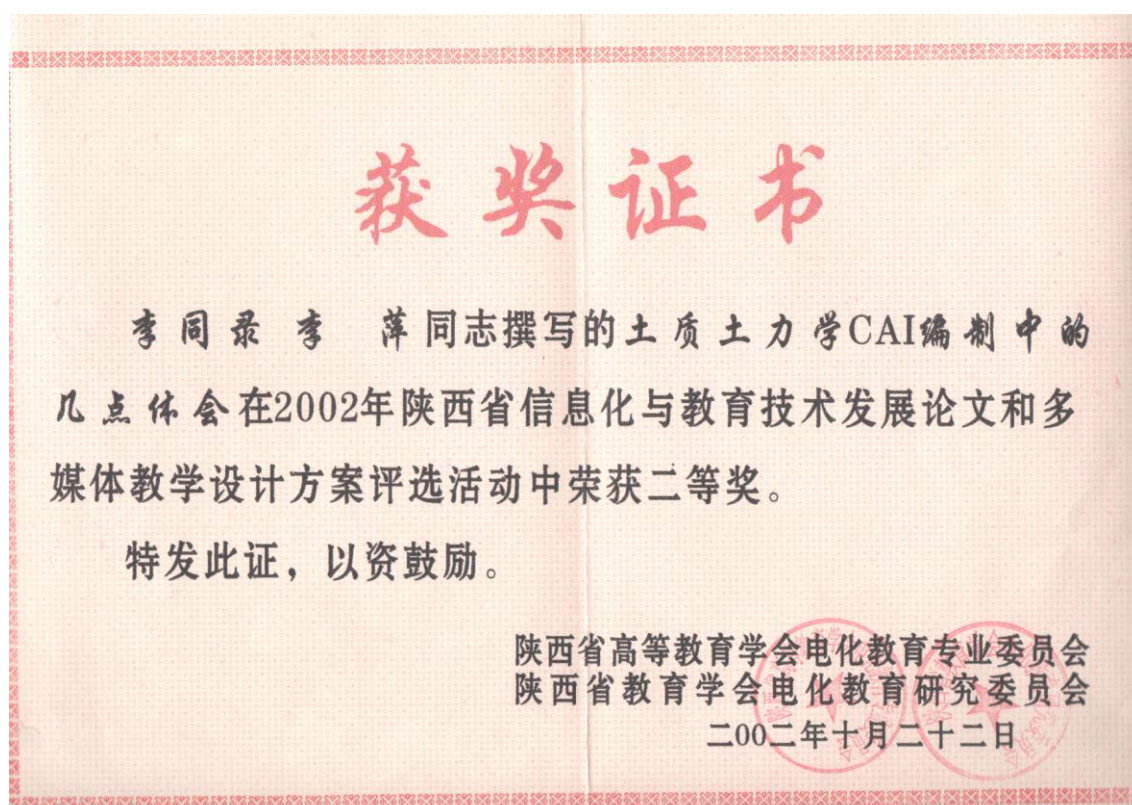 获奖证书
李同录 李 萍同志撰写的土质土力学CAI编制中的
几点体会在2002年陕西省信息化与教育技术发展论文和多
媒体教学设计方案评选活动中荣获二等奖。
特发此证，以资鼓励。
陕西省高等教育学会电化教育专业委员会
陕西省教育学会电化教育研究委员会
二00二年十月二十二日